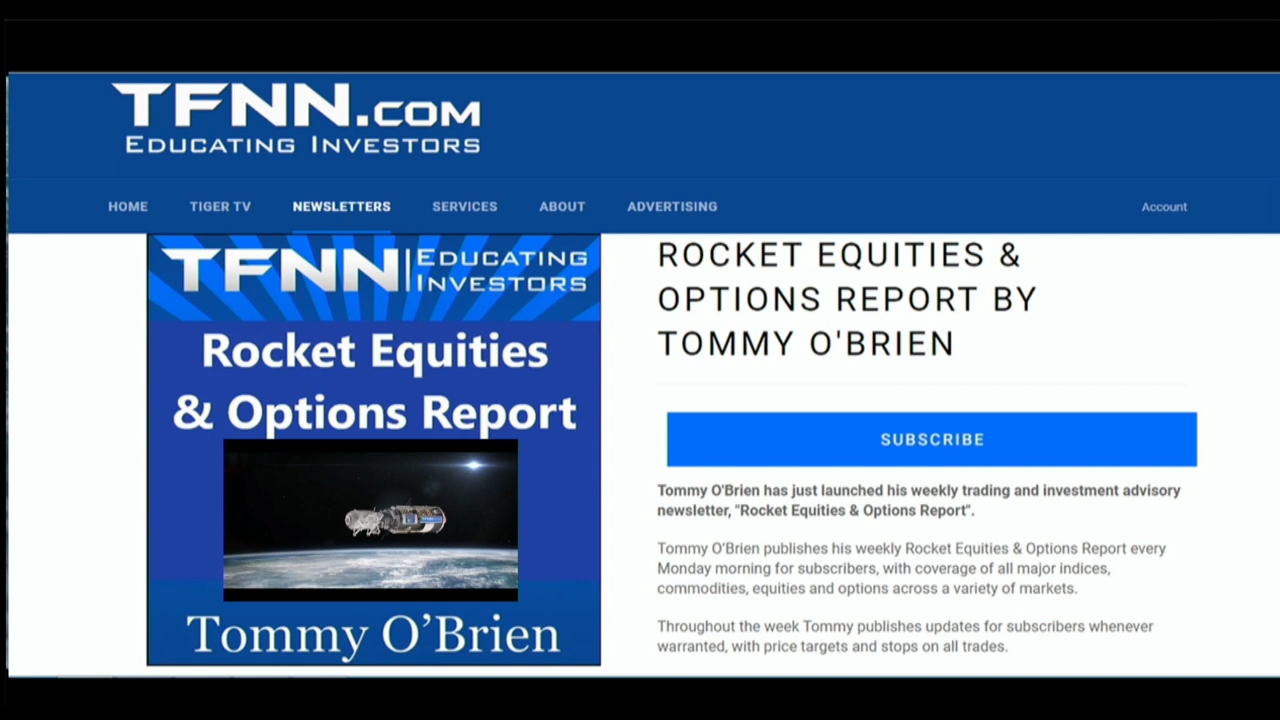 TFNN.COM
EDUCATING INVESTORS
HOME TIGER TV NEWSLETTERS SERVICES ABOUT ADVERTISING Account
TFNN EDUCATING
INVESTORS
Rocket Equities
& Options Report
Tommy O’Brien
ROCKET EQUITIES &
OPTIONS REPORT BY
TOMMY O'BRIEN
SUBSCRIBE
Tommy O'Brien has just launched his weekly trading and investment advisory
newsletter, "Rocket Equities & Options Report".
Tommy O’Brien publishes his weekly Rocket Equities & Options Report every
Monday morning for subscribers, with coverage of all major indices,
commodities, equities and options across a variety of markets.
Throughout the week Tommy publishes updates for subscribers whenever
warranted, with price targets and stops on all trades.